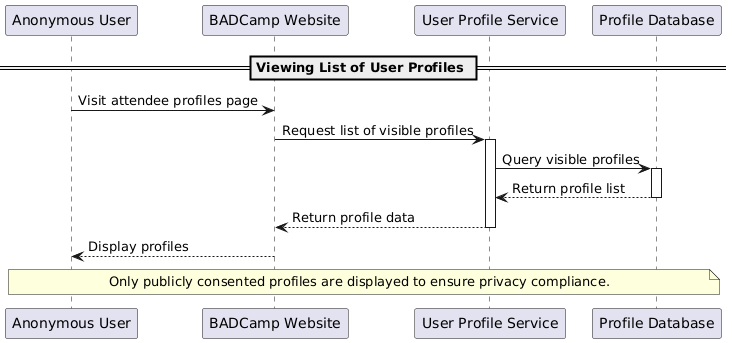 Anonymous User
BADCamp Website
User Profile Service
Profile Database
Viewing List of User Profiles
Visit attendee profiles page
Request list of visible profiles
Query visible profiles
Return profile list
Return profile data
Display profiles
Only publicly consented profiles are displayed to ensure privacy compliance.
Anonymous User
BADCamp Website
User Profile Service
Profile Database